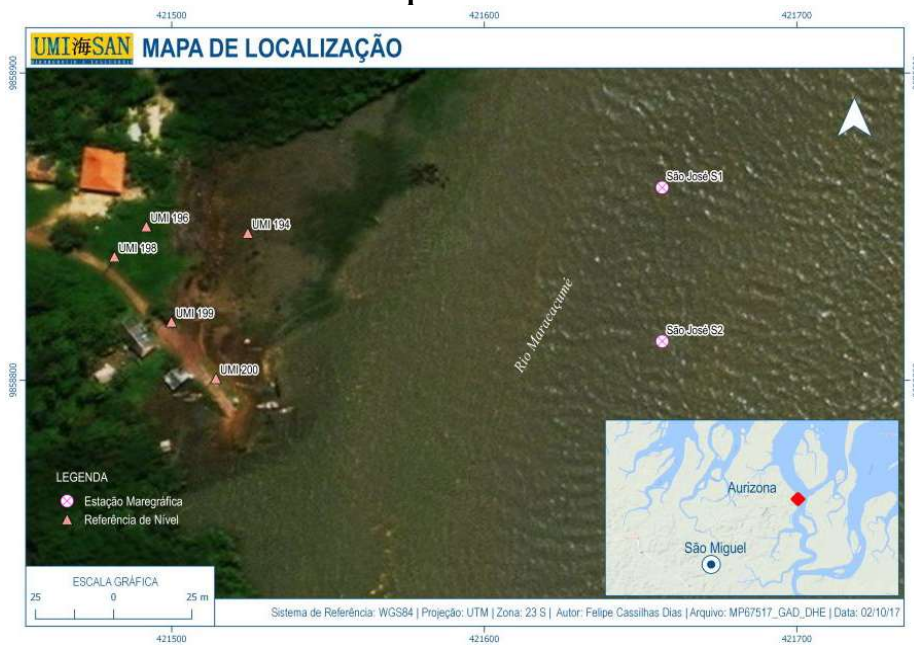 421500 421600 421700
UMI海SAN MAPA DE LOCALIZAÇÃO
9858900
São José S1
UMI 196
UMI 194
UMI 198
Rio Maracaçumé
UMI 199
São José S2
UMI 200
9858800
LEGENDA
Estação Maregráfica
Referência de Nível
Aurizona
São Miguel
ESCALA GRÁFICA
25 0 25 m
Sistema de Referência: WGS84 | Projeção: UTM | Zona: 23 S | Autor: Felipe Cassilhas Dias | Arquivo: MP67517_GAD_DHE | Data: 02/10/17
421500 421600 421700